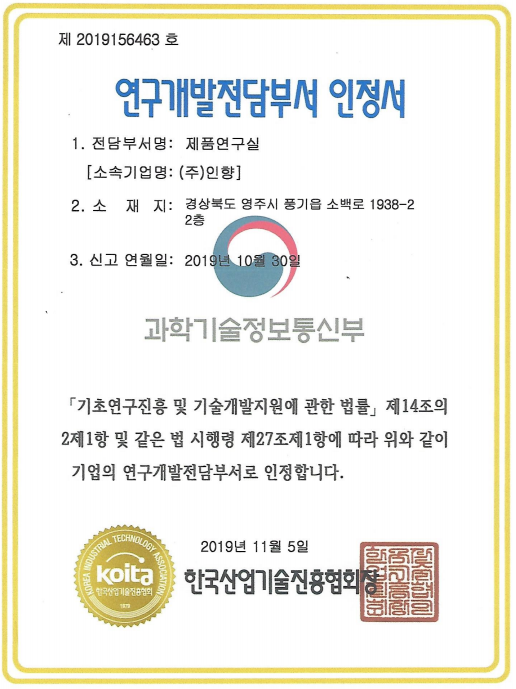 제 2019156463 호
연구개발전담부서 인정서
1. 전담부서명: 제품연구실
[소속기업명: (주)인향]
2. 소 재 지: 경상북도 영주시 풍기읍 소백로 1938-2
2층
3. 신고 연월일: 2019년 10월 30일
과학기술정보통신부
「기초연구진흥 및 기술개발지원에 관한 법률」 제14조의
2제1항 및 같은 법 시행령 제27조제1항에 따라 위와 같이
기업의 연구개발전담부서로 인정합니다.
2019년 11월 5일
한국산업기술진흥협회장
KOREA INDUSTRIAL TECHNOLOGY ASSOCIATION
koita
한국산업기술진흥협회
1979